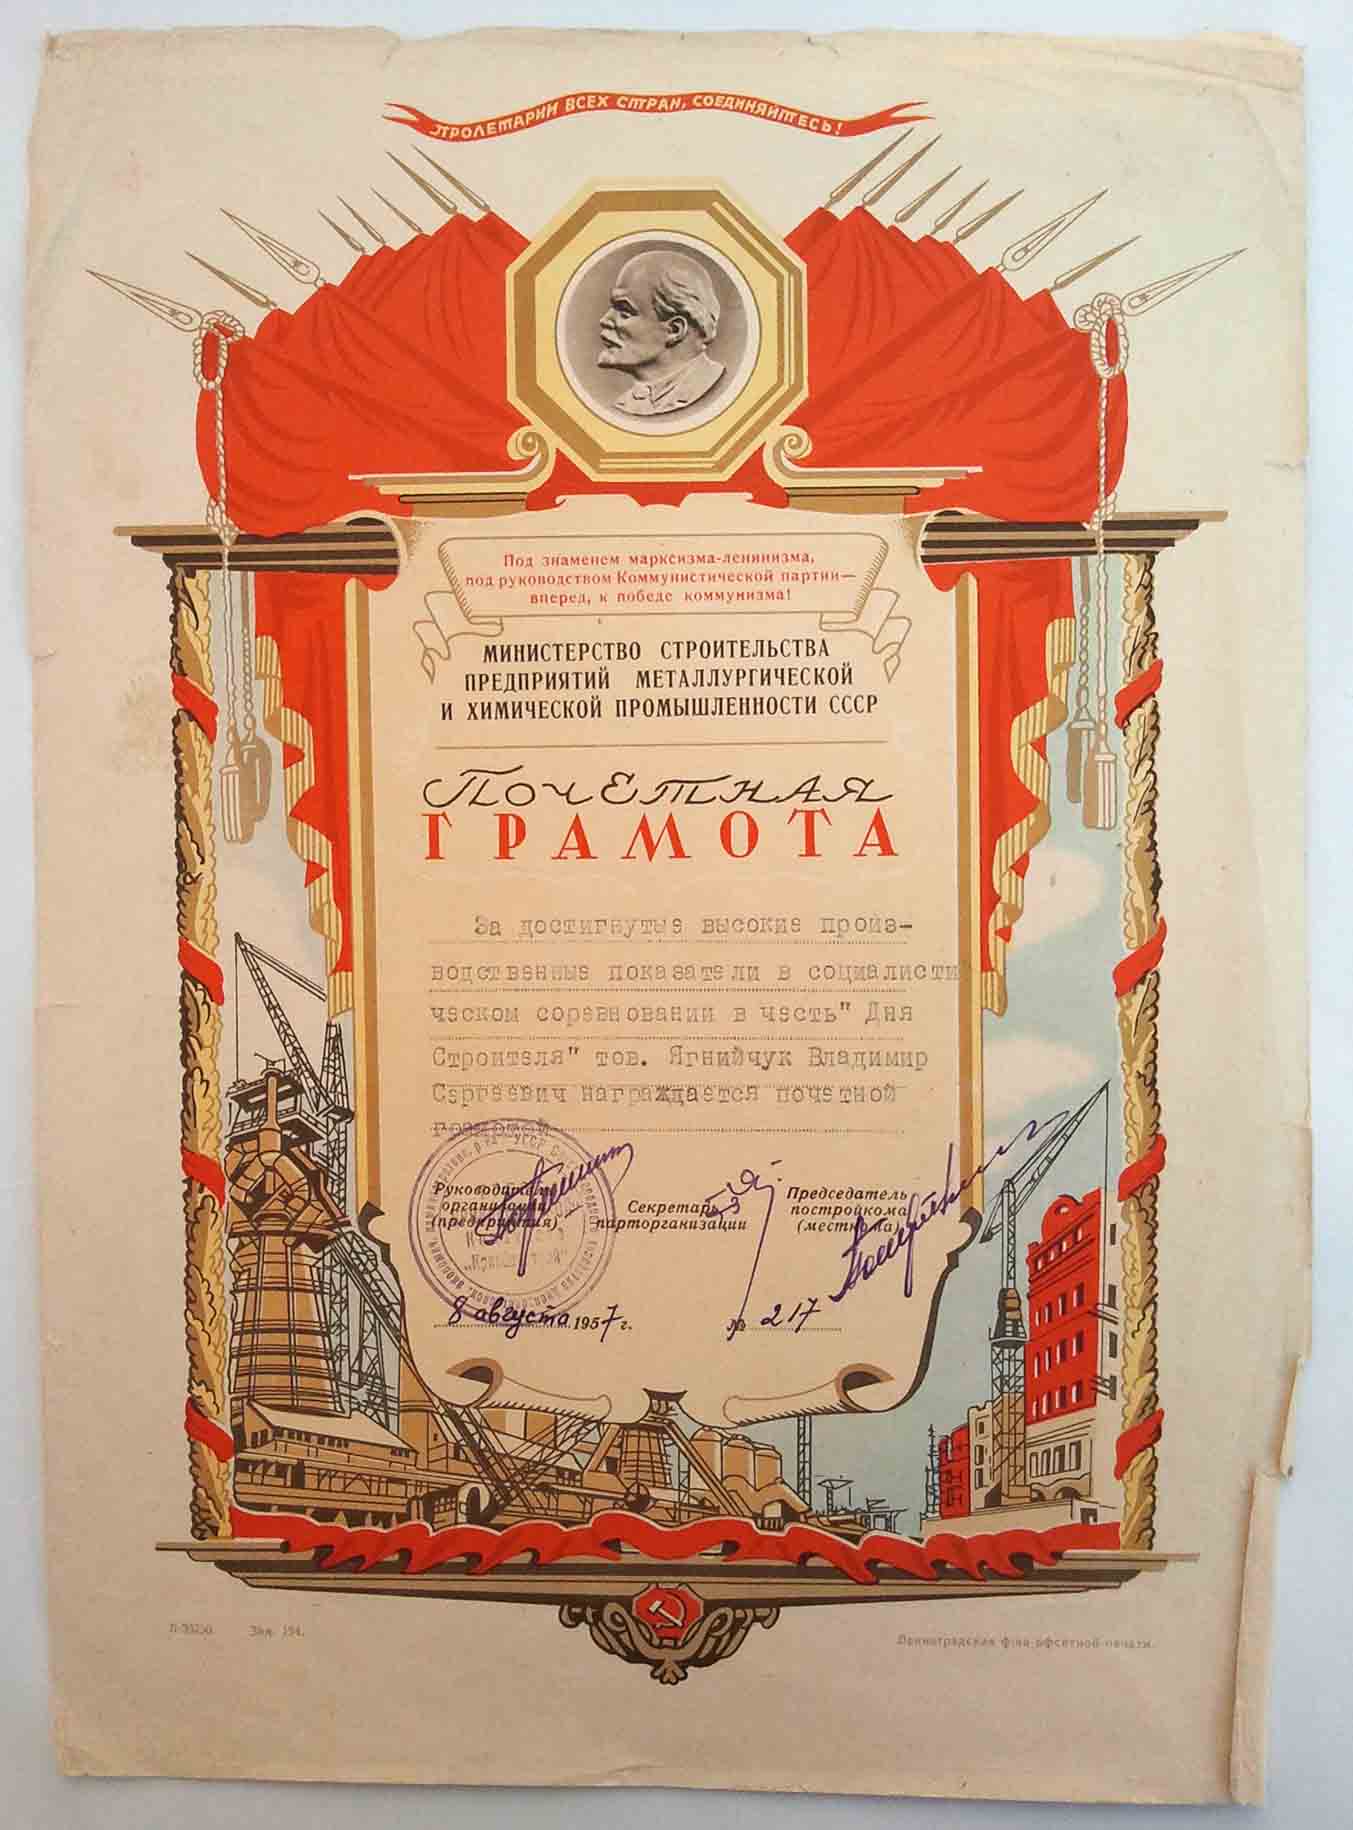 ПРОЛЕТАРИИ ВСЕХ СТРАН, СОЕДИНЯЙТЕСЬ!
Под знаменем марксизма-ленинизма,
под руководством Коммунистической партии—
вперед, к победе коммунизма!
МИНИСТЕРСТВО СТРОИТЕЛЬСТВА
ПРЕДПРИЯТИЙ МЕТАЛЛУРГИЧЕСКОЙ
И ХИМИЧЕСКОЙ ПРОМЫШЛЕННОСТИ СССР
ПОЧЕТНАЯ
ГРАМОТА
За достигнутые высокие произ-
водственные показатели в социалисти
ческом соревновании в честь" Дня
Строителя" тов. Ягнийчук Владимир
Сергеевич награждается почетной
грамотой
Руководитель
организации
(предприятия)
Секретарь
парторганизации
Председатель
постройкома
(месткома)
8 августа 1957 г.
№ 217
Зак. 194.
Ленинградская ф-ка офсетной печати.